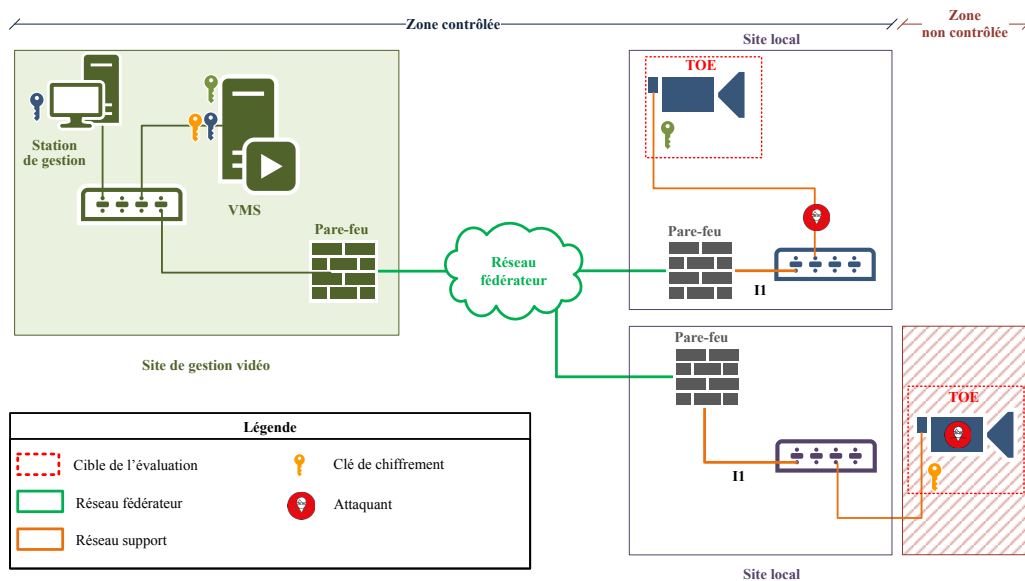 Zone contrôlée
Zone
non contrôlée
Site local
TOE
Station
de gestion
VMS
Pare-feu
Réseau
fédérateur
Pare-feu
I1
Site de gestion vidéo
Pare-feu
TOE
I1
Site local
Légende
Cible de l’évaluation
Clé de chiffrement
Réseau fédérateur
Attaquant
Réseau support